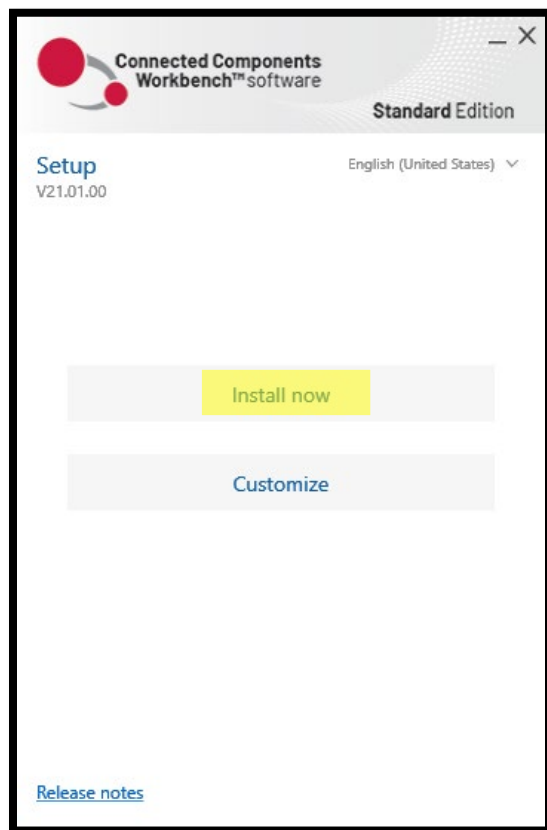 Connected Components
Workbench™ software
Standard Edition
Setup
English (United States)
V21.01.00
Install now
Customize
Release notes